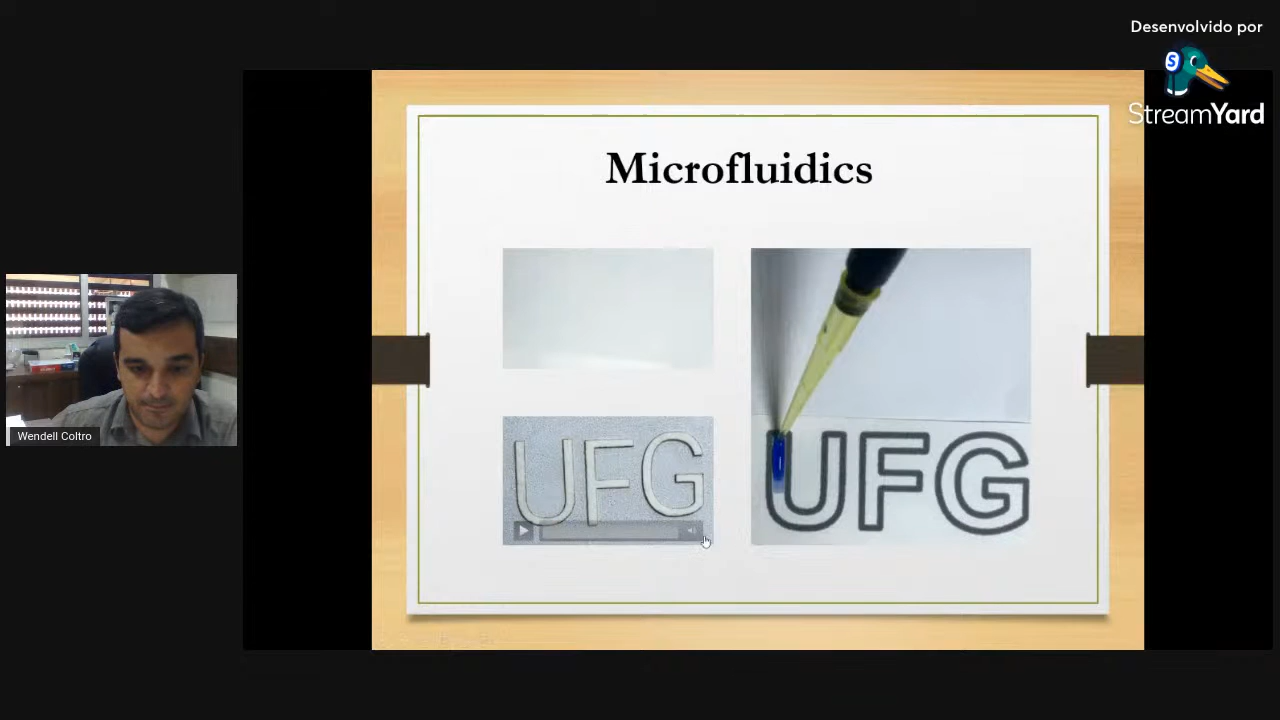 Desenvolvido por
S
StreamYard
Microfluidics
UFG
UFG
Wendell Coltro